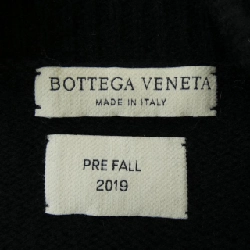 BOTTEGA VENETA
MADE IN ITALY
PRE FALL
2019